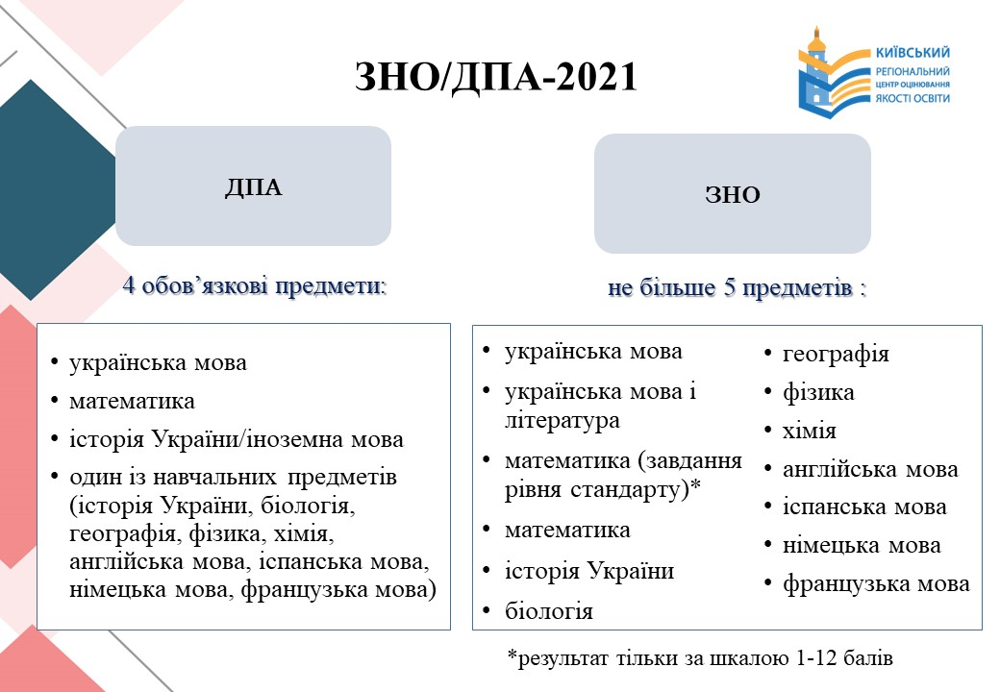 ЗНО/ДПА-2021
КИЇВСЬКИЙ
РЕГІОНАЛЬНИЙ
ЦЕНТР ОЦІНЮВАННЯ
ЯКОСТІ ОСВІТИ
ДПА
4 обов’язкові предмети:
• українська мова
• математика
• історія України/іноземна мова
• один із навчальних предметів
(історія України, біологія,
географія, фізика, хімія,
англійська мова, іспанська мова,
німецька мова, французька мова)
ЗНО
не більше 5 предметів :
• українська мова
• українська мова і
література
• математика (завдання
рівня стандарту)*
• математика
• історія України
• біологія
• географія
• фізика
• хімія
• англійська мова
• іспанська мова
• німецька мова
• французька мова
*результат тільки за шкалою 1-12 балів